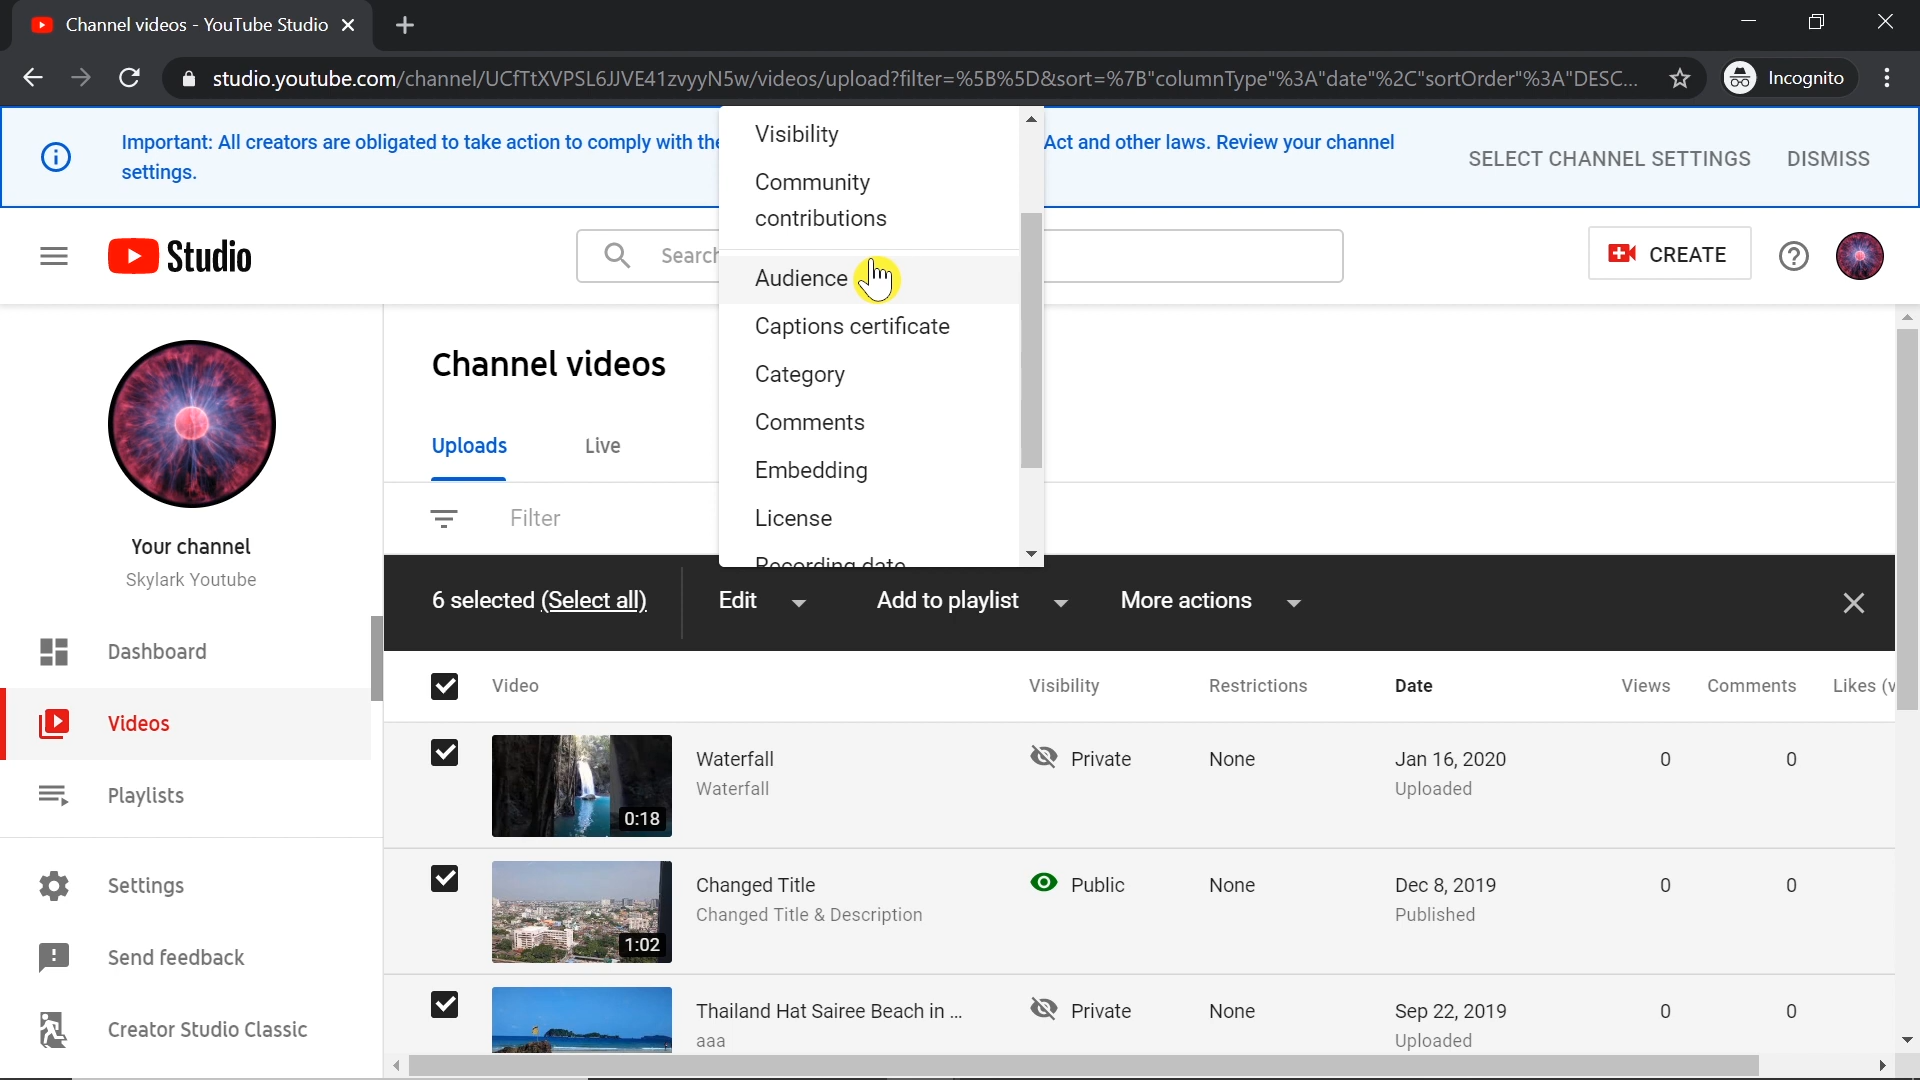 Channel videos - YouTube Studio
studio.youtube.com/channel/UCfTtXVPSL6JJVE41zvyyN5w/videos/upload?filter=%5B%5D&sort=%7B"columnType"%3A"date"%2C"sortOrder"%3A"DESC...
Incognito
Important: All creators are obligated to take action to comply with the
Act and other laws. Review your channel
settings.
SELECT CHANNEL SETTINGS
DISMISS
Visibility
Community
contributions
Audience
Captions certificate
Category
Comments
Embedding
License
Recording date
Studio
Search
CREATE
Your channel
Skylark Youtube
Dashboard
Videos
Playlists
Settings
Send feedback
Creator Studio Classic
Channel videos
Uploads Live
Filter
6 selected (Select all) Edit Add to playlist More actions
Video Visibility Restrictions Date Views Comments Likes (v
Waterfall Private None Jan 16, 2020 0 0
Waterfall Uploaded
0:18
Changed Title Public None Dec 8, 2019 0 0
Changed Title & Description Published
1:02
Thailand Hat Sairee Beach in ... Private None Sep 22, 2019 0 0
aaa Uploaded